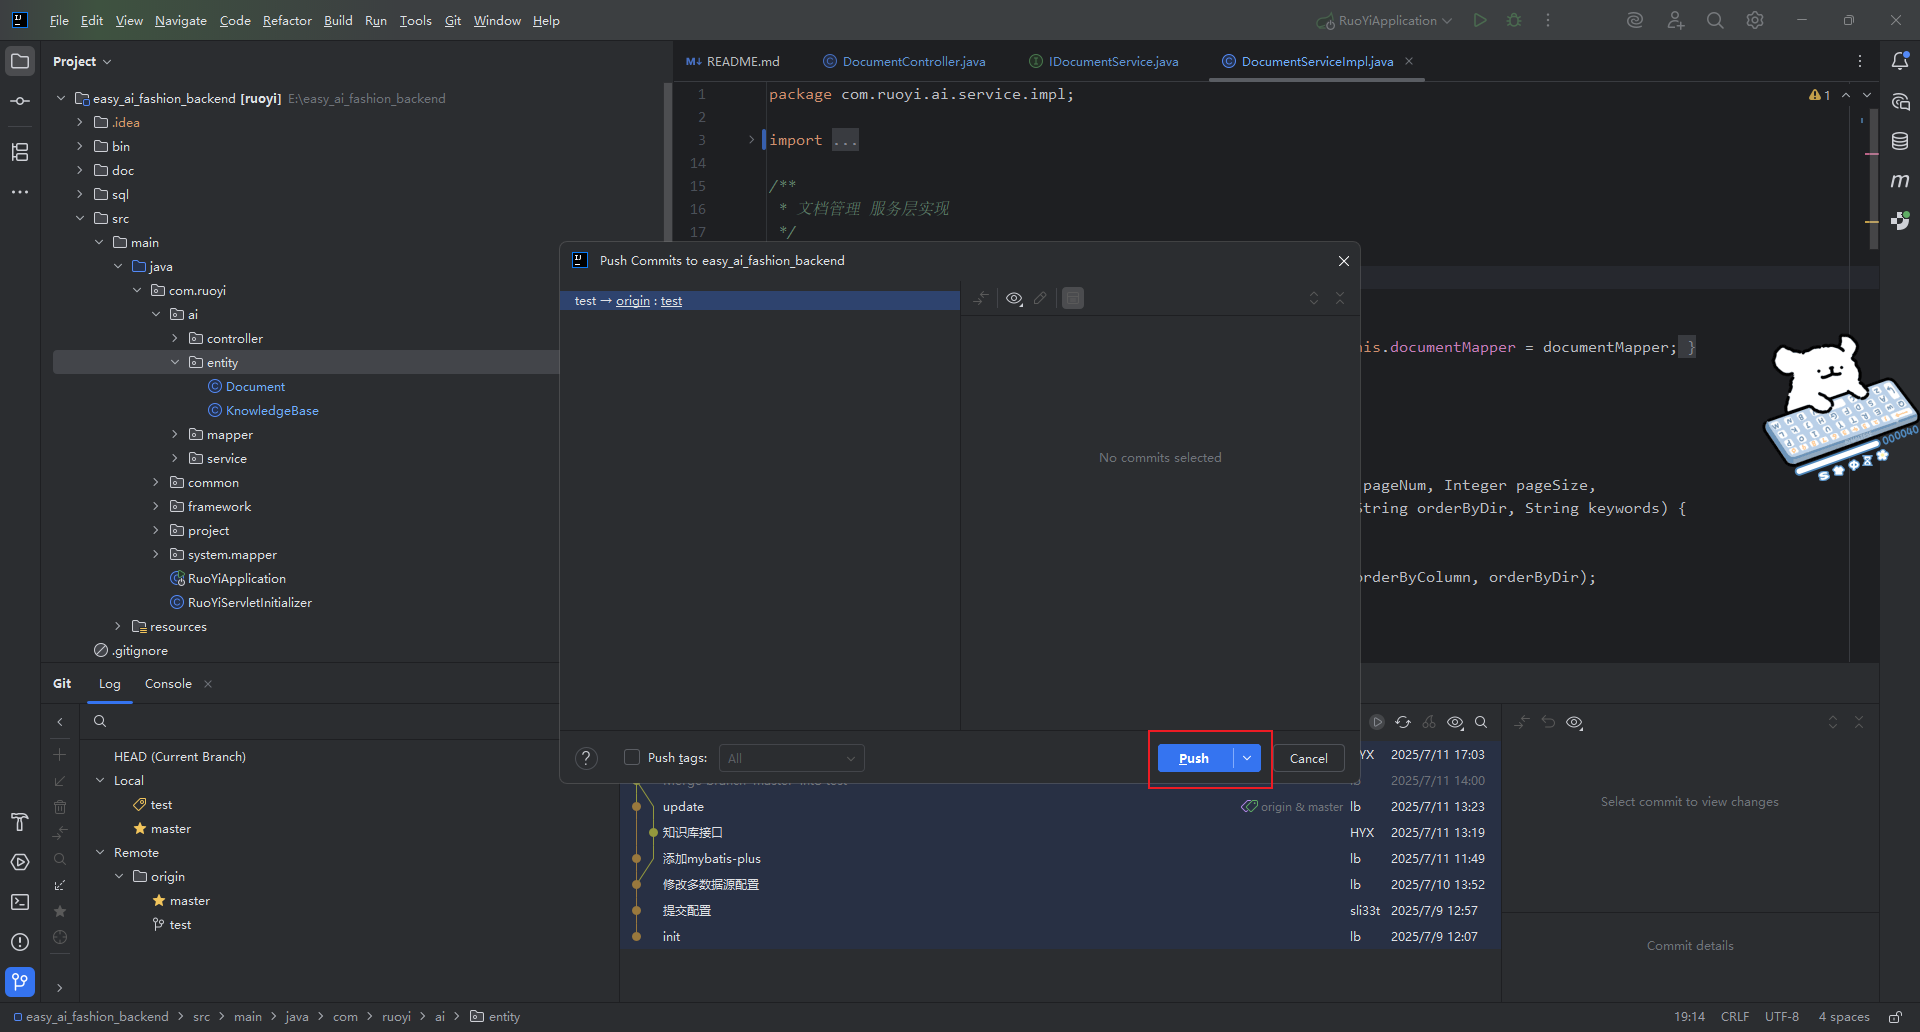 File Edit View Navigate Code Refactor Build Run Tools Git Window Help
RuoYiApplication
Project
easy_ai_fashion_backend [ruoyi] E:\easy_ai_fashion_backend
.idea
bin
doc
sql
src
main
java
com.ruoyi
ai
controller
entity
Document
KnowledgeBase
mapper
service
common
framework
project
system.mapper
RuoYiApplication
RuoYiServletInitializer
resources
.gitignore
README.md DocumentController.java IDocumentService.java DocumentServiceImpl.java
1 package com.ruoyi.ai.service.impl;
1
2
3 import ...
14
15 /**
16 * 文档管理 服务层实现
17 */
is.documentMapper = documentMapper; }
pageNum, Integer pageSize,
String orderByDir, String keywords) {
orderByColumn, orderByDir);
Push Commits to easy_ai_fashion_backend
test → origin : test
No commits selected
? Push tags: All
Push Cancel
Git Log Console
HEAD (Current Branch)
Local
test
master
Remote
origin
master
test
YX 2025/7/11 17:03
Merge branch 'master' into test lb 2025/7/11 14:00
update origin & master lb 2025/7/11 13:23
知识库接口 HYX 2025/7/11 13:19
添加mybatis-plus lb 2025/7/11 11:49
修改多数据源配置 lb 2025/7/10 13:52
提交配置 sli33t 2025/7/9 12:57
init lb 2025/7/9 12:07
Select commit to view changes
Commit details
000040
easy_ai_fashion_backend > src > main > java > com > ruoyi > ai > entity
19:14 CRLF UTF-8 4 spaces